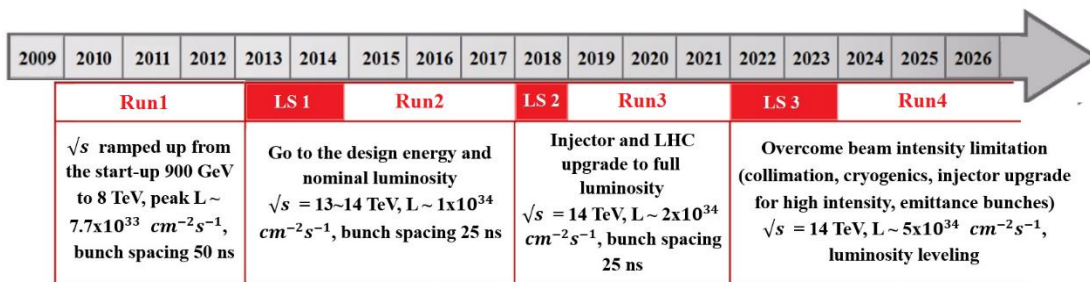 2009 2010 2011 2012 2013 2014 2015 2016 2017 2018 2019 2020 2021 2022 2023 2024 2025 2026
Run1 LS 1 Run2 LS 2 Run3 LS 3 Run4
√s ramped up from
the start-up 900 GeV
to 8 TeV, peak L ~
7.7x10³³ cm⁻²s⁻¹,
bunch spacing 50 ns
Go to the design energy and
nominal luminosity
√s = 13~14 TeV, L ~ 1x10³⁴
cm⁻²s⁻¹, bunch spacing 25 ns
Injector and LHC
upgrade to full
luminosity
√s = 14 TeV, L ~ 2x10³⁴
cm⁻²s⁻¹, bunch spacing
25 ns
Overcome beam intensity limitation
(collimation, cryogenics, injector upgrade
for high intensity, emittance bunches)
√s = 14 TeV, L ~ 5x10³⁴ cm⁻²s⁻¹,
luminosity leveling